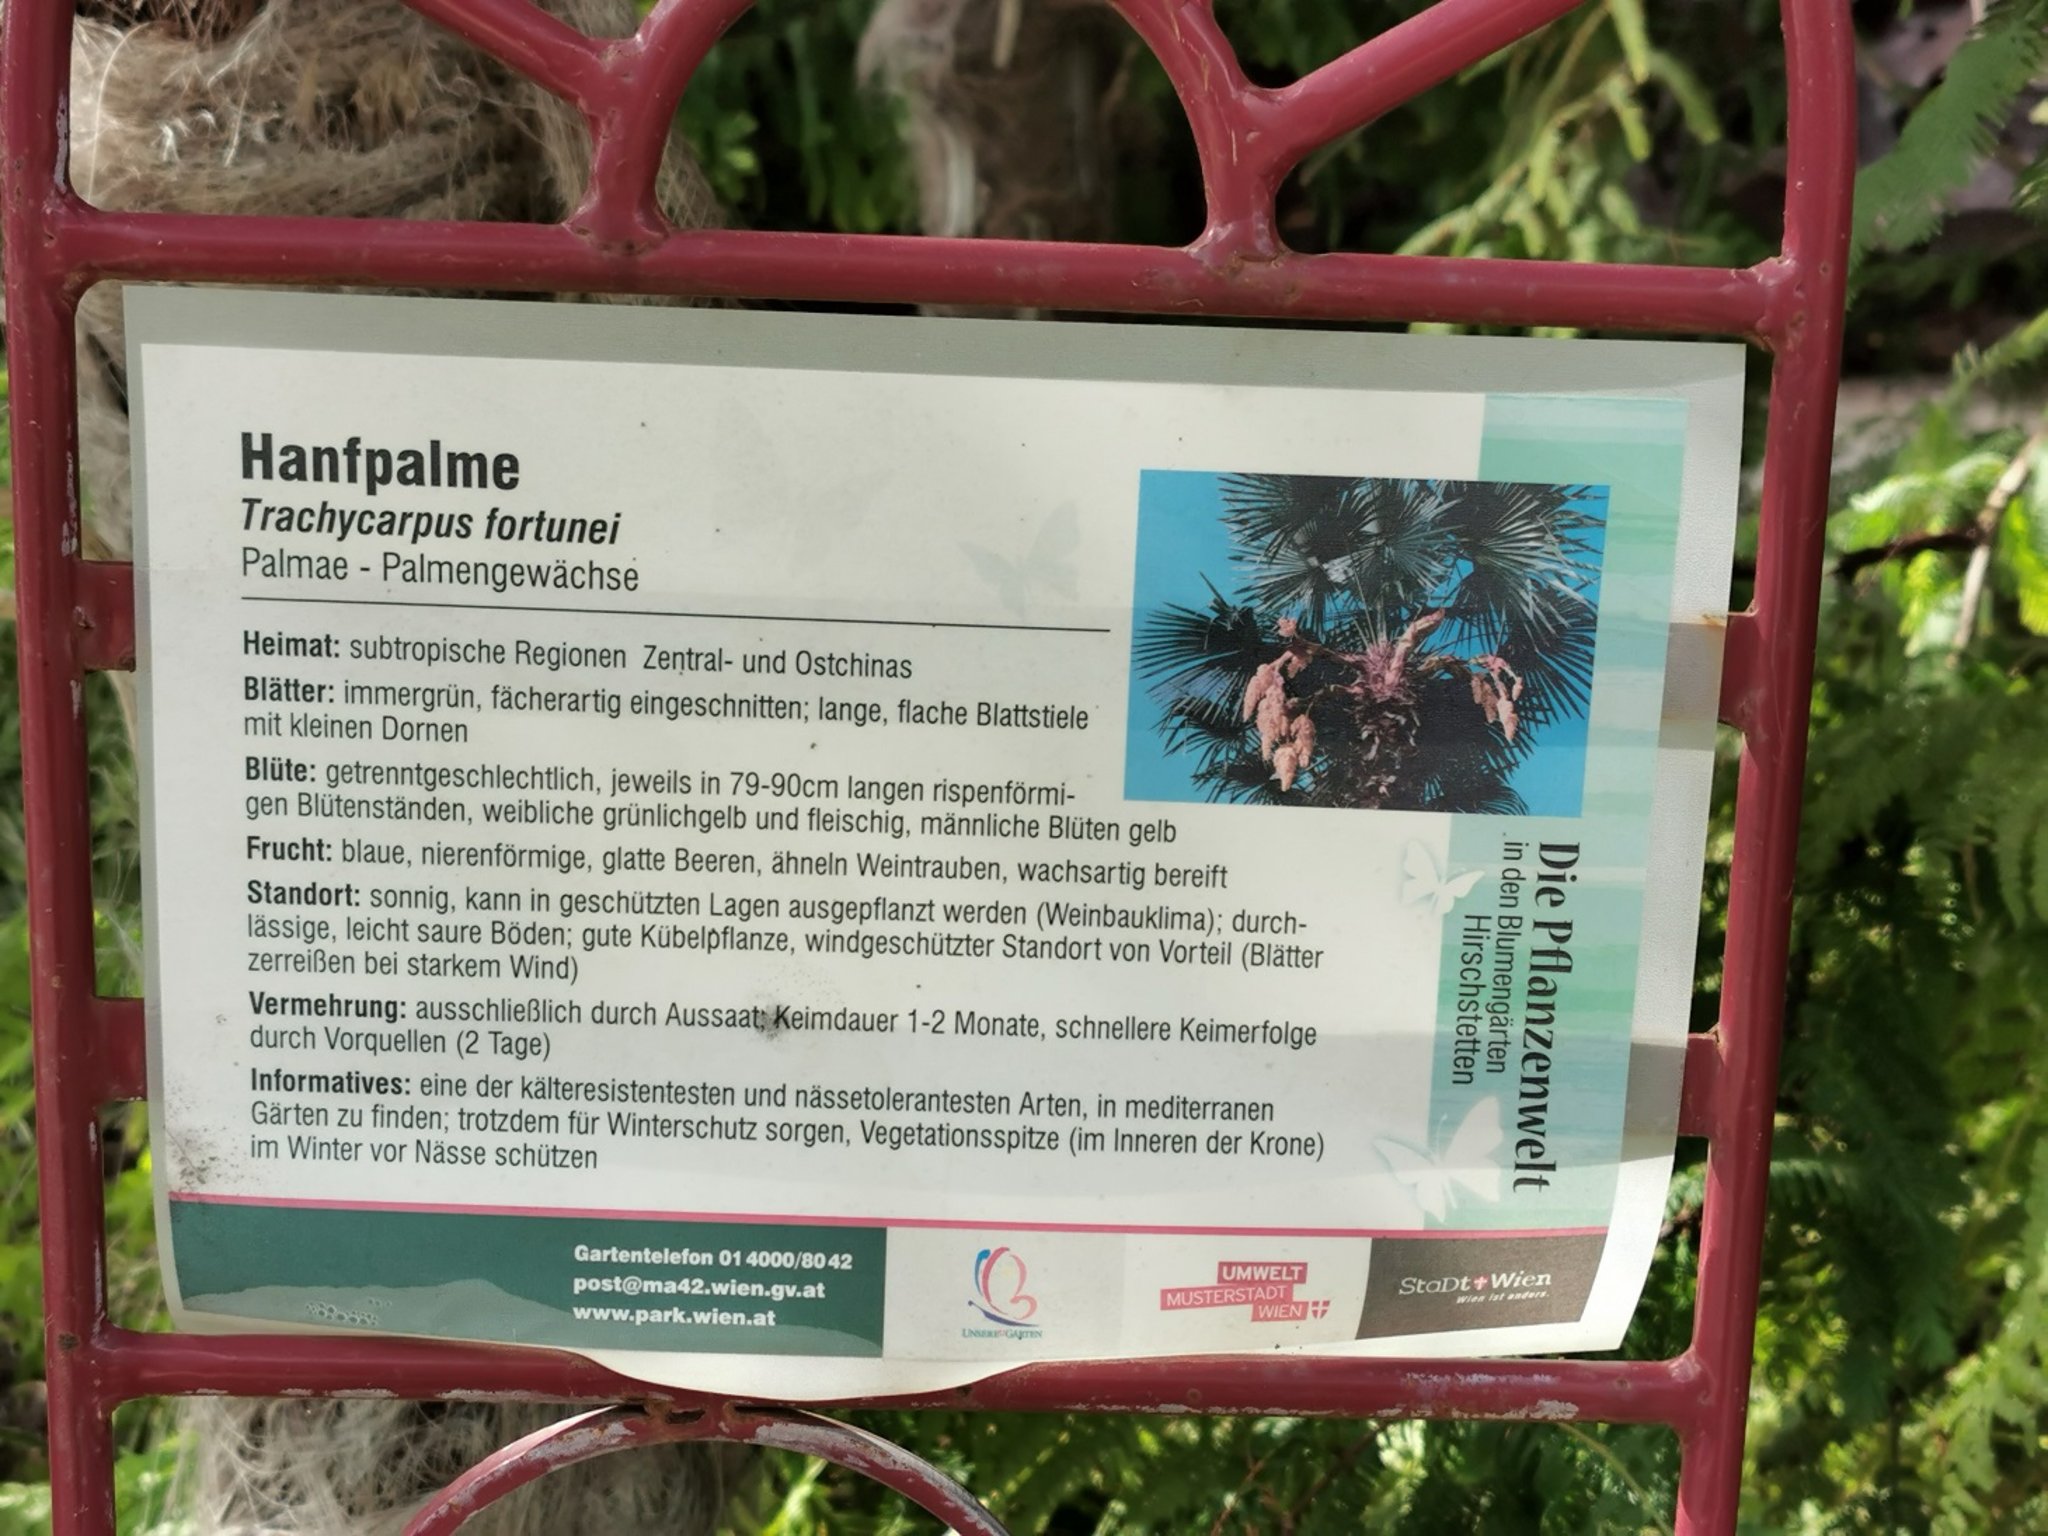 Hanfpalme
Trachycarpus fortunei
Palmae - Palmengewächse
Heimat: subtropische Regionen Zentral- und Ostchinas
Blätter: immergrün, fächerartig eingeschnitten; lange, flache Blattstiele
mit kleinen Dornen
Blüte: getrenntgeschlechtlich, jeweils in 79-90cm langen rispenförmi-
gen Blütenständen, weibliche grünlichgelb und fleischig, männliche Blüten gelb
Frucht: blaue, nierenförmige, glatte Beeren, ähneln Weintrauben, wachsartig bereift
Standort: sonnig, kann in geschützten Lagen ausgepflanzt werden (Weinbauklima); durch-
lässige, leicht saure Böden; gute Kübelpflanze, windgeschützter Standort von Vorteil (Blätter
zerreißen bei starkem Wind)
Vermehrung: ausschließlich durch Aussaat; Keimdauer 1-2 Monate, schnellere Keimerfolge
durch Vorquellen (2 Tage)
Informatives: eine der kälteresistentesten und nässetolerantesten Arten, in mediterranen
Gärten zu finden; trotzdem für Winterschutz sorgen, Vegetationsspitze (im Inneren der Krone)
im Winter vor Nässe schützen
Die Pflanzenwelt
..in den Blumengärten
Hirschstetten
Gartentelefon 01 4000/80 42
post@ma42.wien.gv.at
www.park.wien.at
UNSERE GÄRTEN
UMWELT
MUSTERSTADT
WIEN
StaDt Wien
Wien ist anders.